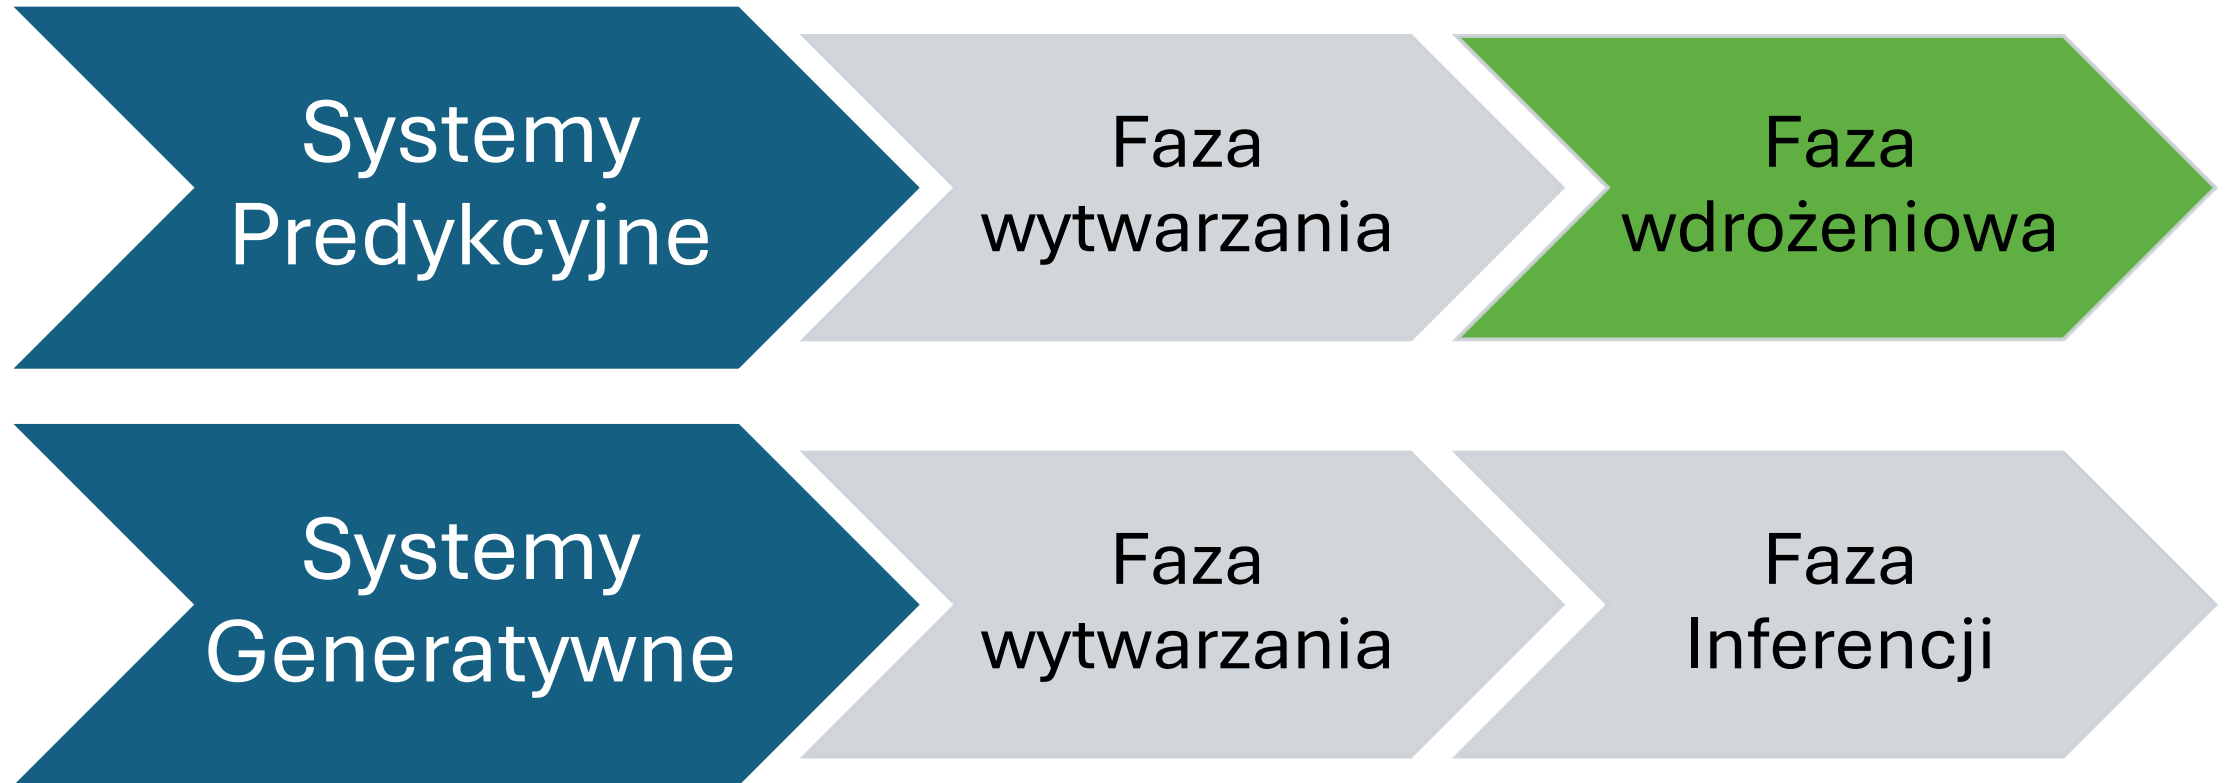 Systemy
Predykcyjne
Faza
wytwarzania
Faza
wdrożeniowa
Systemy
Generatywne
Faza
wytwarzania
Faza
Inferencji